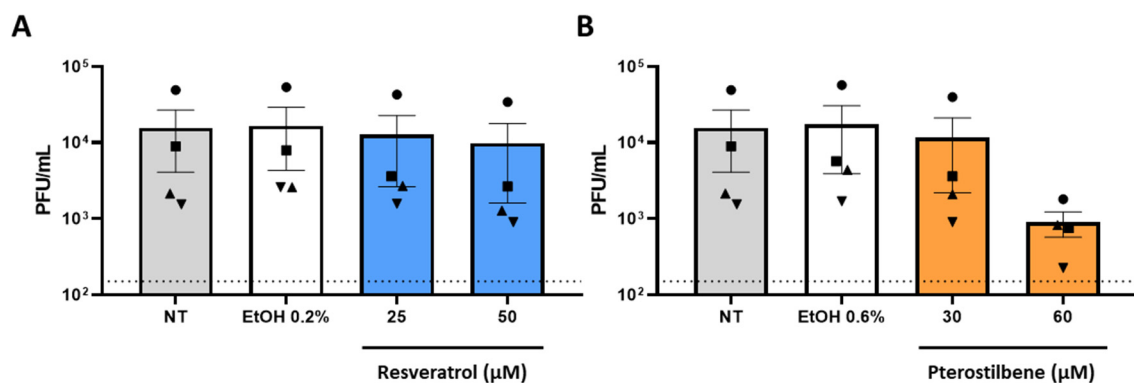 A
PFU/mL
10⁵
10⁴
10³
10²
NT
EtOH 0.2%
25
50
Resveratrol (µM)
B
PFU/mL
10⁵
10⁴
10³
10²
NT
EtOH 0.6%
30
60
Pterostilbene (µM)